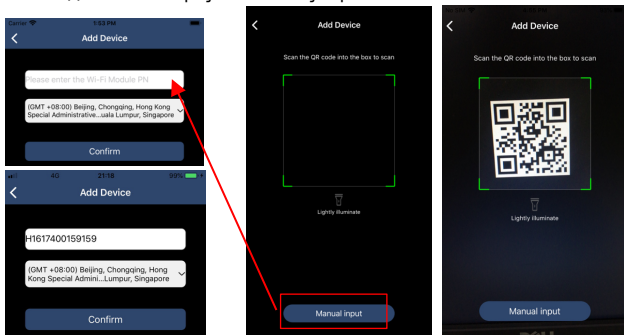 Carrier 1:53 PM
Add Device
Please enter the Wi-Fi Module PN
(GMT +08:00) Beijing, Chongqing, Hong Kong
Special Administrative...uala Lumpur, Singapore
Confirm
4G 21:18 99%
Add Device
H1617400159159
(GMT +08:00) Beijing, Chongqing, Hong
Kong Special Admini...Lumpur, Singapore
Confirm
Add Device
Scan the QR code into the box to scan
Lightly illuminate
Manual input
Add Device
Scan the QR code into the box to scan
Lightly illuminate
Manual input